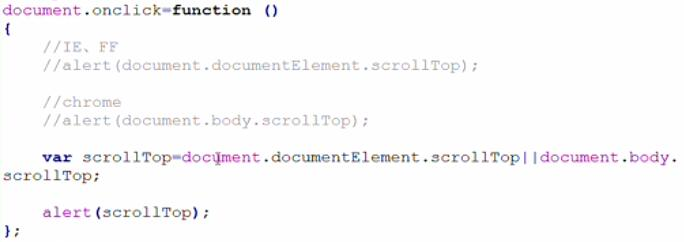 document.onclick=function ()
{
    //IE、FF
    //alert(document.documentElement.scrollTop);
    //chrome
    //alert(document.body.scrollTop);
    var scrollTop=document.documentElement.scrollTop||document.body.
scrollTop;
    alert(scrollTop);
};